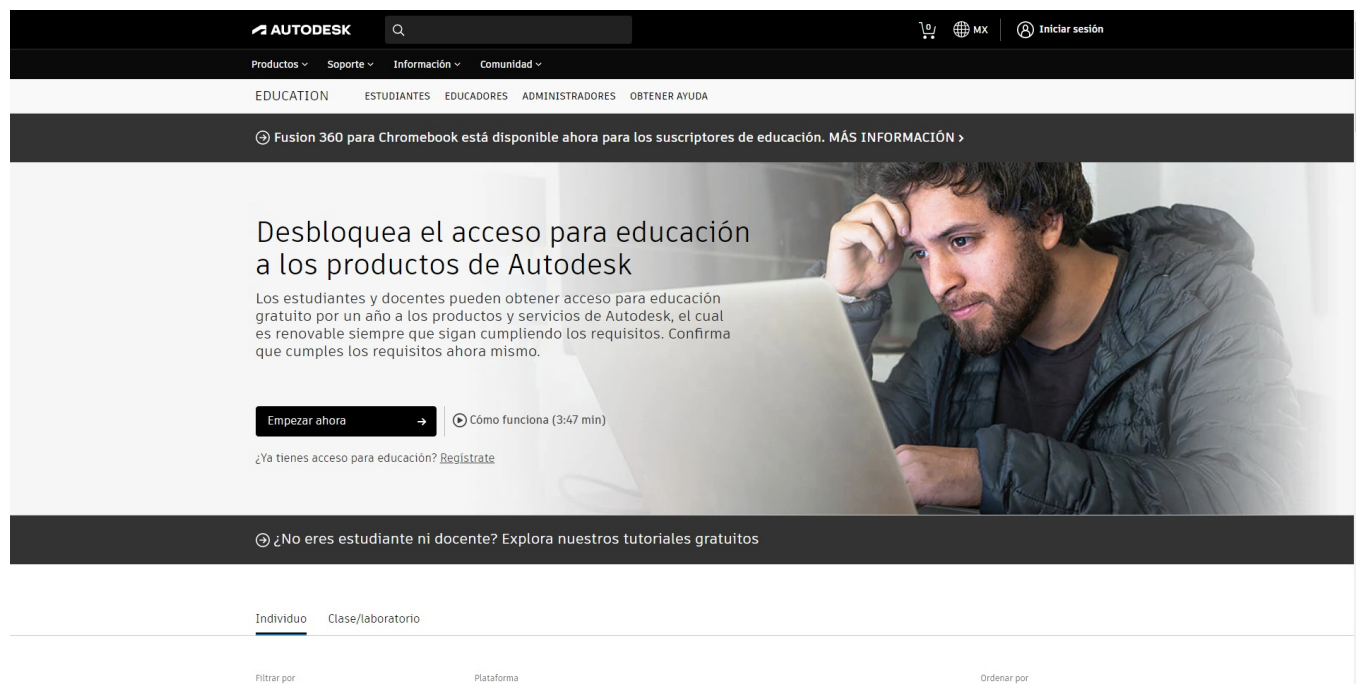 AUTODESK
0 MX Iniciar sesión
Productos Soporte Información Comunidad
EDUCATION ESTUDIANTES EDUCADORES ADMINISTRADORES OBTENER AYUDA
Fusion 360 para Chromebook está disponible ahora para los suscriptores de educación. MÁS INFORMACIÓN >
Desbloquea el acceso para educación
a los productos de Autodesk
Los estudiantes y docentes pueden obtener acceso para educación
gratuito por un año a los productos y servicios de Autodesk, el cual
es renovable siempre que sigan cumpliendo los requisitos. Confirma
que cumples los requisitos ahora mismo.
Empezar ahora → Cómo funciona (3:47 min)
¿Ya tienes acceso para educación? Regístrate
¿No eres estudiante ni docente? Explora nuestros tutoriales gratuitos
Individuo Clase/laboratorio
Filtrar por Plataforma Ordenar por